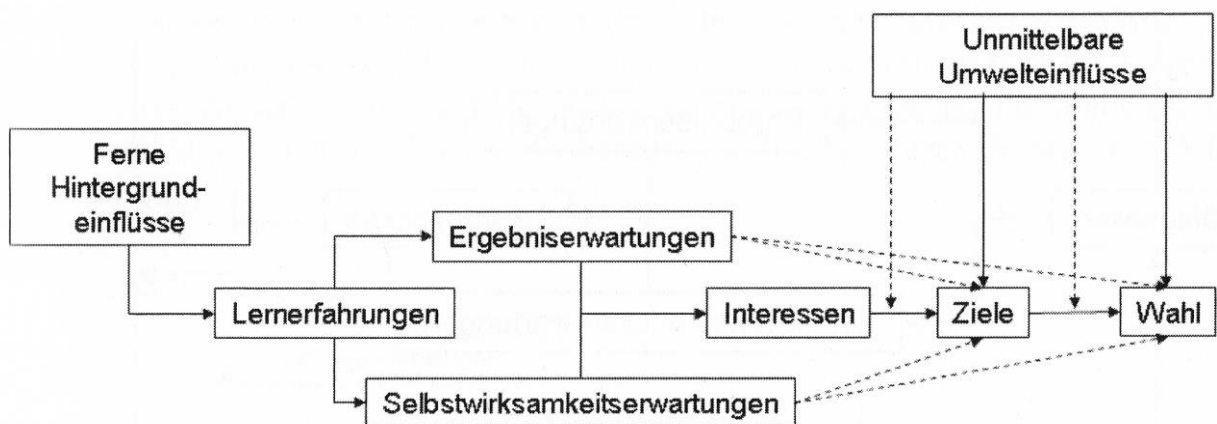 Unmittelbare
Umwelteinflüsse
Ferne
Hintergrund-
einflüsse
Ergebniserwartungen
Lernerfahrungen
Interessen
Ziele
Wahl
Selbstwirksamkeitserwartungen